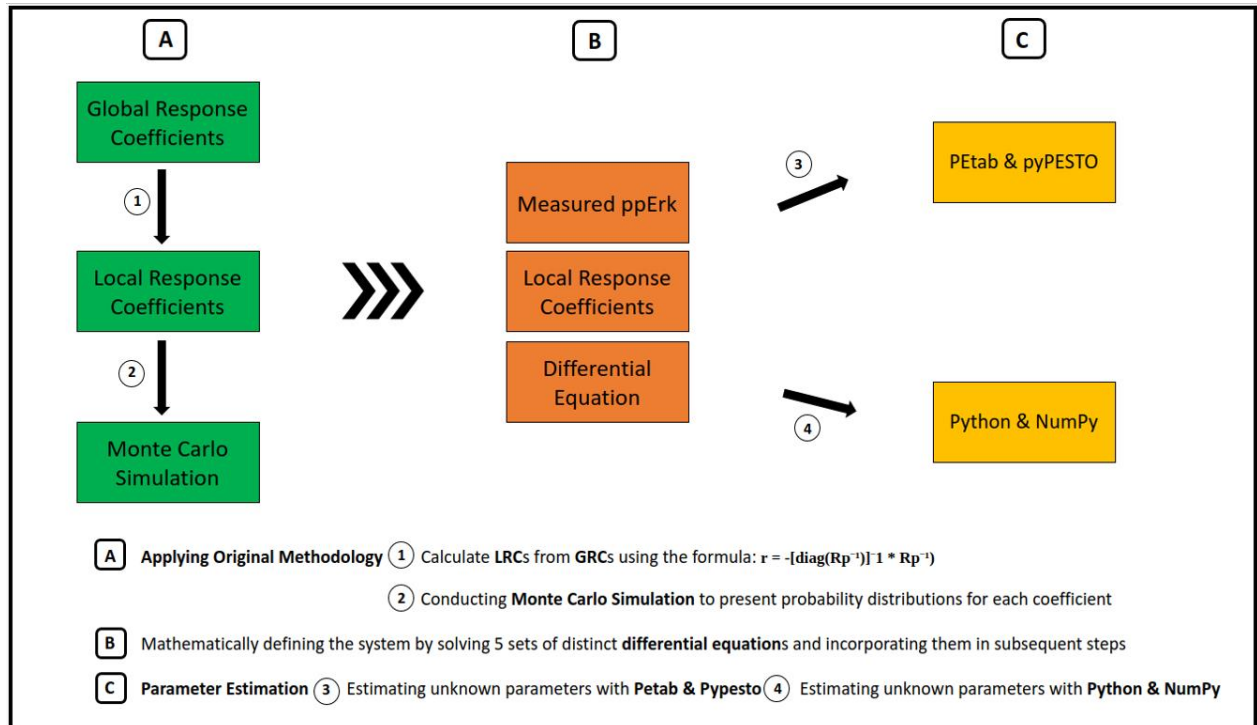 A
B
C
Global Response
Coefficients
1
Local Response
Coefficients
2
Monte Carlo
Simulation
Measured ppErk
Local Response
Coefficients
Differential
Equation
3
PEtab & pyPESTO
4
Python & NumPy
A Applying Original Methodology 1 Calculate LRCs from GRCs using the formula: r = -[diag(Rp⁻¹)]⁻1 * Rp⁻¹)
2 Conducting Monte Carlo Simulation to present probability distributions for each coefficient
B Mathematically defining the system by solving 5 sets of distinct differential equations and incorporating them in subsequent steps
C Parameter Estimation 3 Estimating unknown parameters with Petab & Pypesto 4 Estimating unknown parameters with Python & NumPy